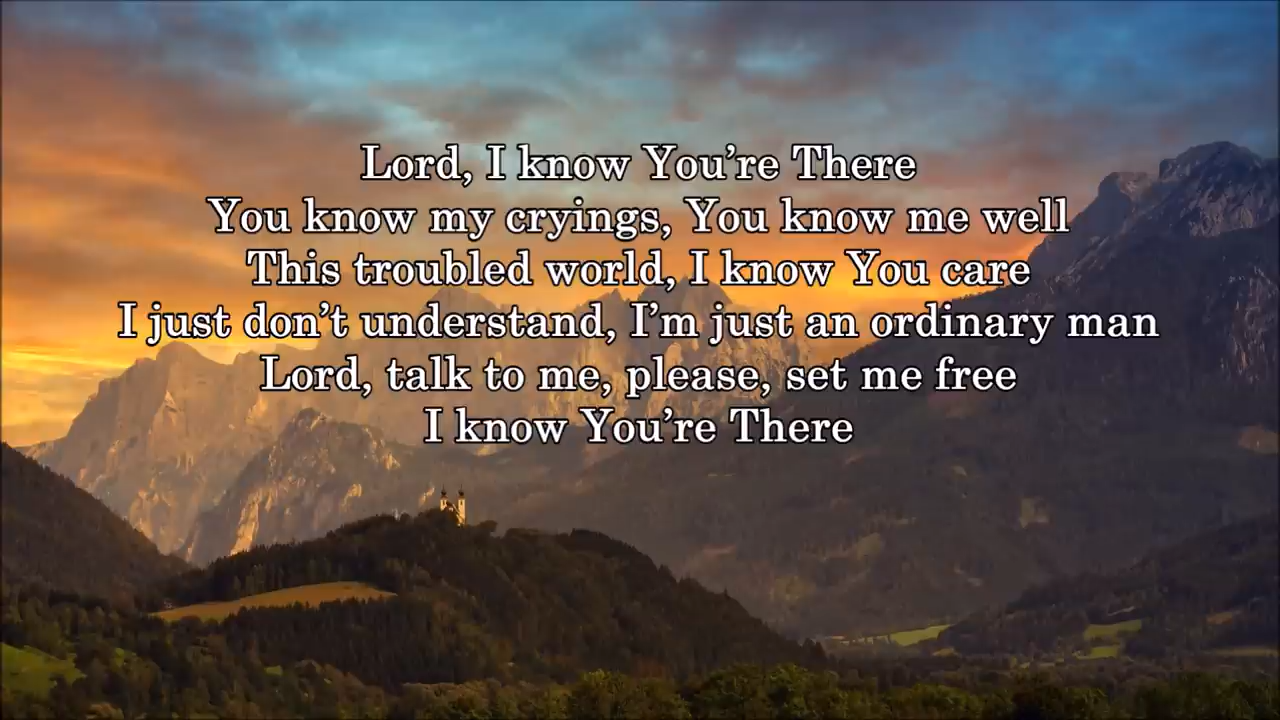 Lord, I know You’re There
You know my cryings, You know me well
This troubled world, I know You care
I just don’t understand, I’m just an ordinary man
Lord, talk to me, please, set me free
I know You’re There